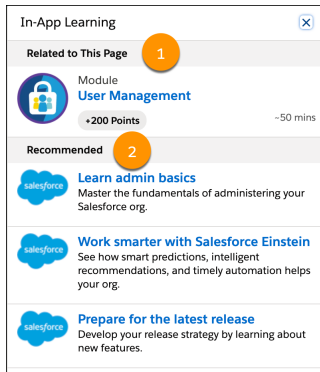 In-App Learning
Related to This Page
1
Module
User Management
+200 Points
~50 mins
Recommended
2
salesforce
Learn admin basics
Master the fundamentals of administering your
Salesforce org.
salesforce
Work smarter with Salesforce Einstein
See how smart predictions, intelligent
recommendations, and timely automation helps
your org.
salesforce
Prepare for the latest release
Develop your release strategy by learning about
new features.